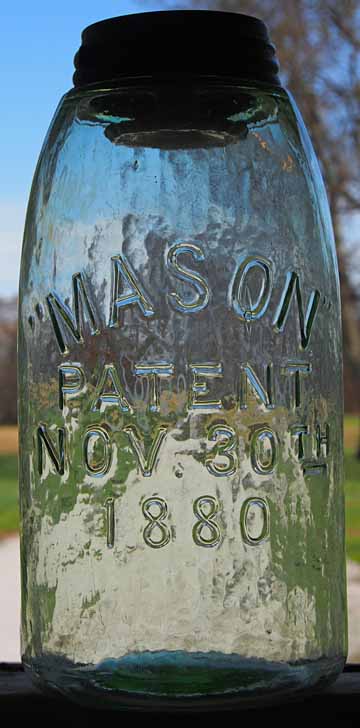 "MASON"
PATENT
NOV. 30TH
1880